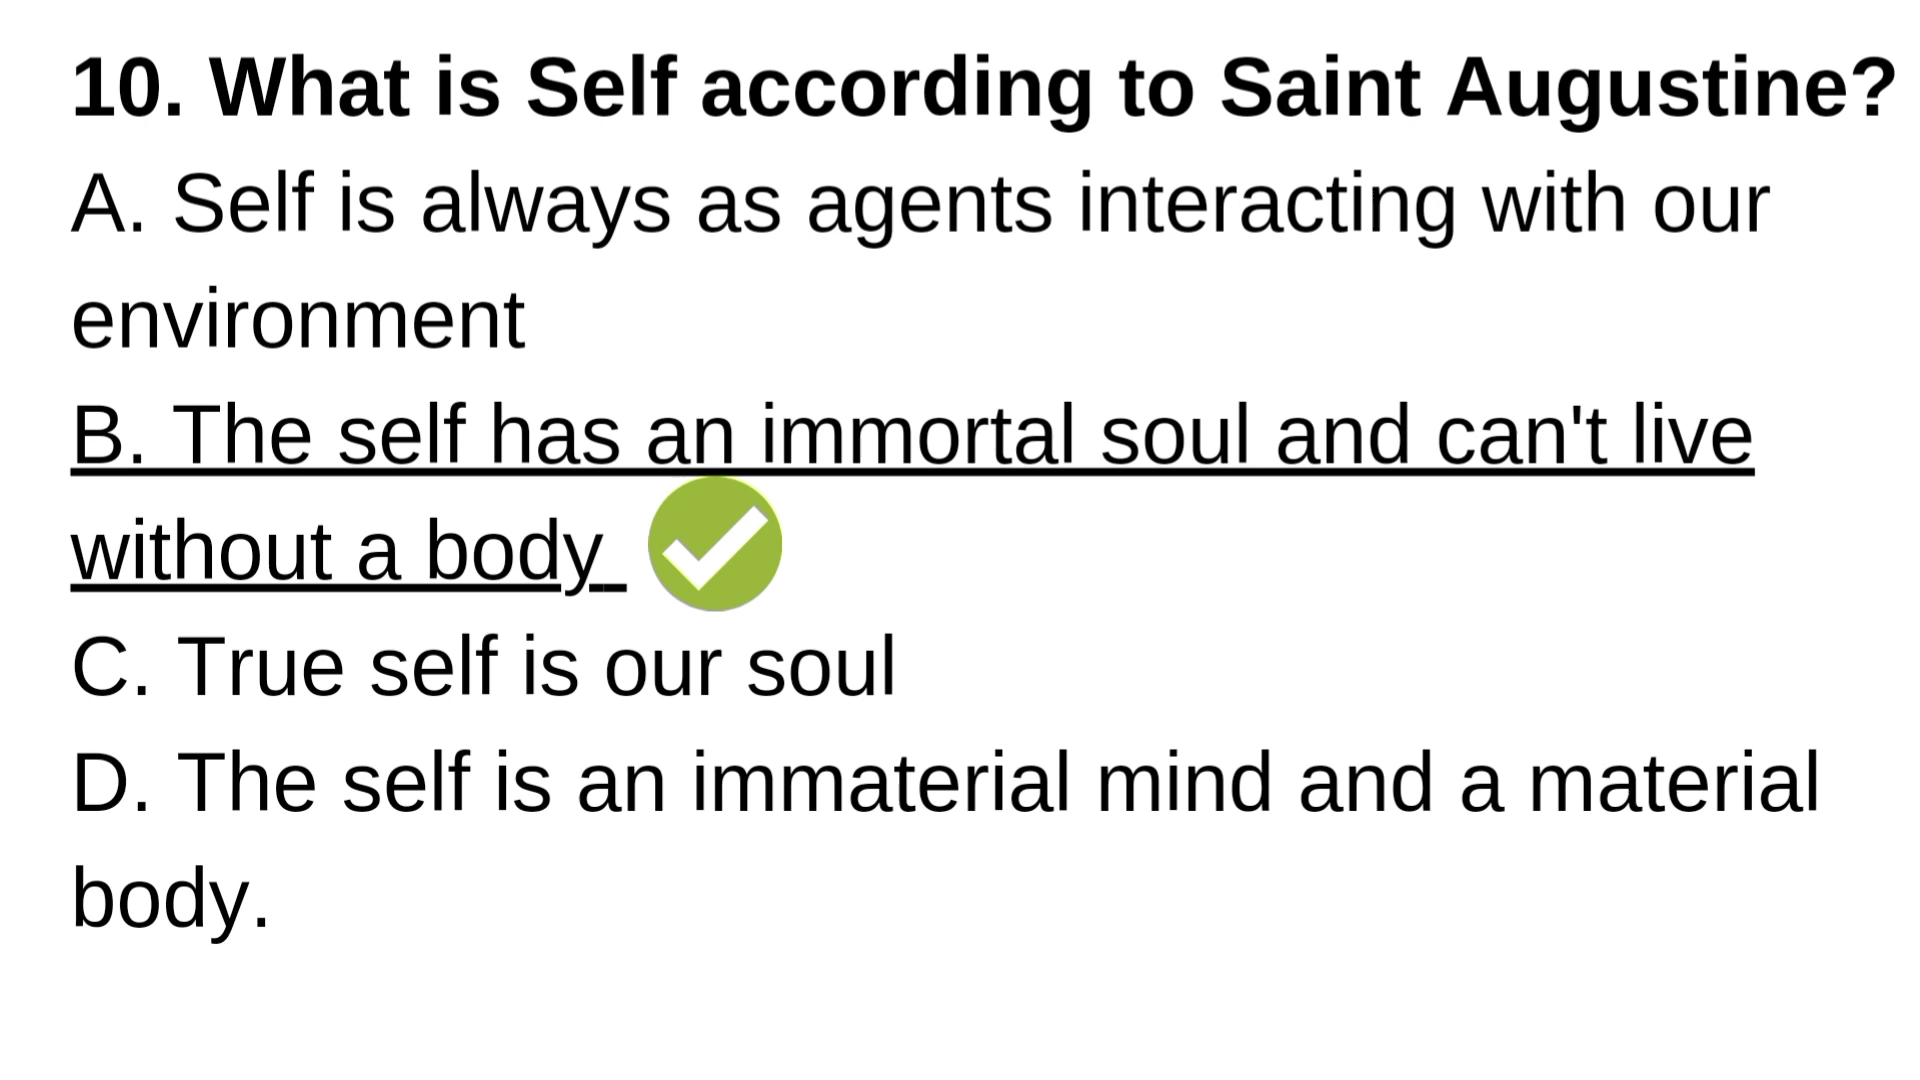 10. What is Self according to Saint Augustine?
A. Self is always as agents interacting with our
environment
B. The self has an immortal soul and can't live
without a body
C. True self is our soul
D. The self is an immaterial mind and a material
body.